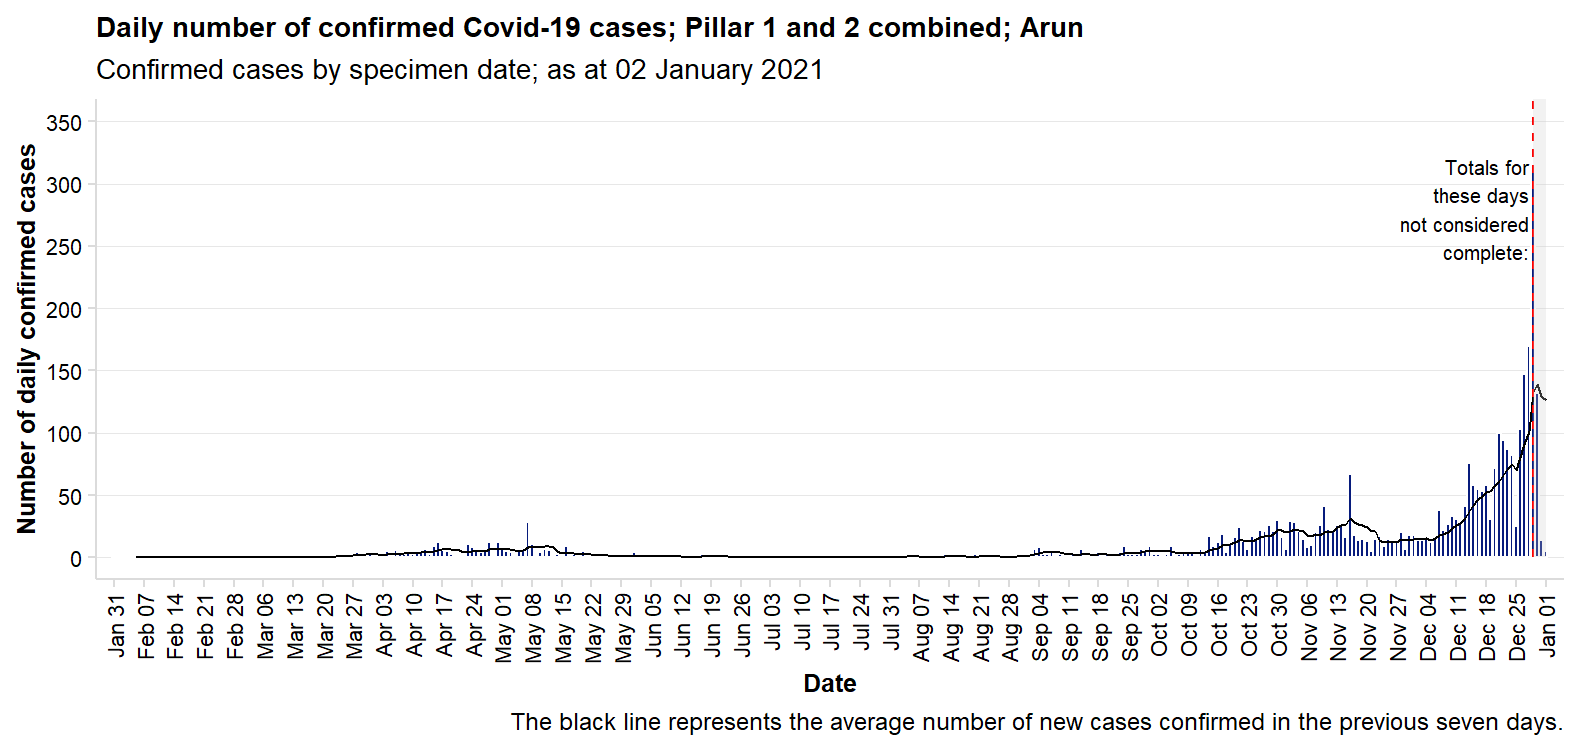 Daily number of confirmed Covid-19 cases; Pillar 1 and 2 combined; Arun
Confirmed cases by specimen date; as at 02 January 2021
Number of daily confirmed cases
350
300
250
200
150
100
50
0
Totals for
these days
not considered
complete:
Jan 31
Feb 07
Feb 14
Feb 21
Feb 28
Mar 06
Mar 13
Mar 20
Mar 27
Apr 03
Apr 10
Apr 17
Apr 24
May 01
May 08
May 15
May 22
May 29
Jun 05
Jun 12
Jun 19
Jun 26
Jul 03
Jul 10
Jul 17
Jul 24
Jul 31
Aug 07
Aug 14
Aug 21
Aug 28
Sep 04
Sep 11
Sep 18
Sep 25
Oct 02
Oct 09
Oct 16
Oct 23
Oct 30
Nov 06
Nov 13
Nov 20
Nov 27
Dec 04
Dec 11
Dec 18
Dec 25
Jan 01
Date
The black line represents the average number of new cases confirmed in the previous seven days.